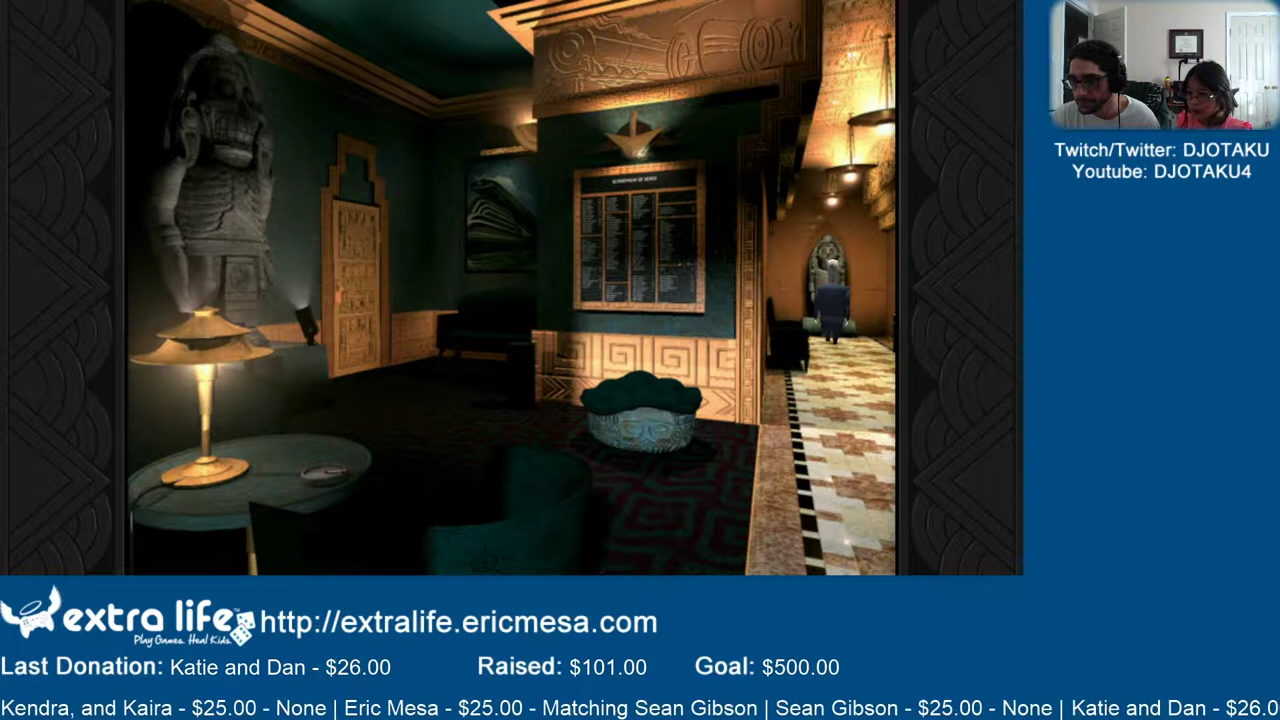 Twitch/Twitter: DJOTAKU
Youtube: DJOTAKU4
extra life
Play Games. Heal Kids.
http://extralife.ericmesa.com
Last Donation: Katie and Dan - $26.00 Raised: $101.00 Goal: $500.00
Kendra, and Kaira - $25.00 - None | Eric Mesa - $25.00 - Matching Sean Gibson | Sean Gibson - $25.00 - None | Katie and Dan - $26.0